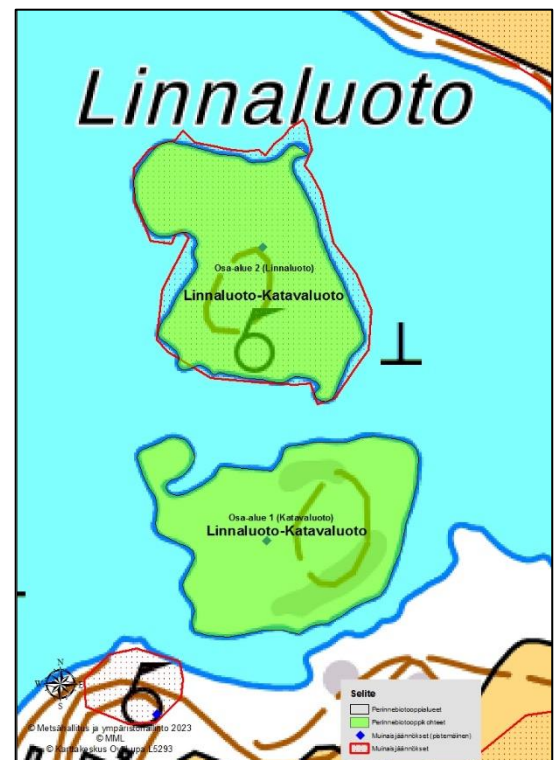 Linnaluoto
Osa-alue 2 (Linnaluoto)
Linnaluoto-Katavaluoto
Osa-alue 1 (Katavaluoto)
Linnaluoto-Katavaluoto
N
W
S
Selite
Perinnebiotooppialueet
Perinnebiotooppikohteet
Muinaisjäännökset (pistemäinen)
Muinaisjäännökset
© Metsähallitus ja ympäristöhallinto 2023
© MML
© Karttakeskus Oy, Lupa L5293